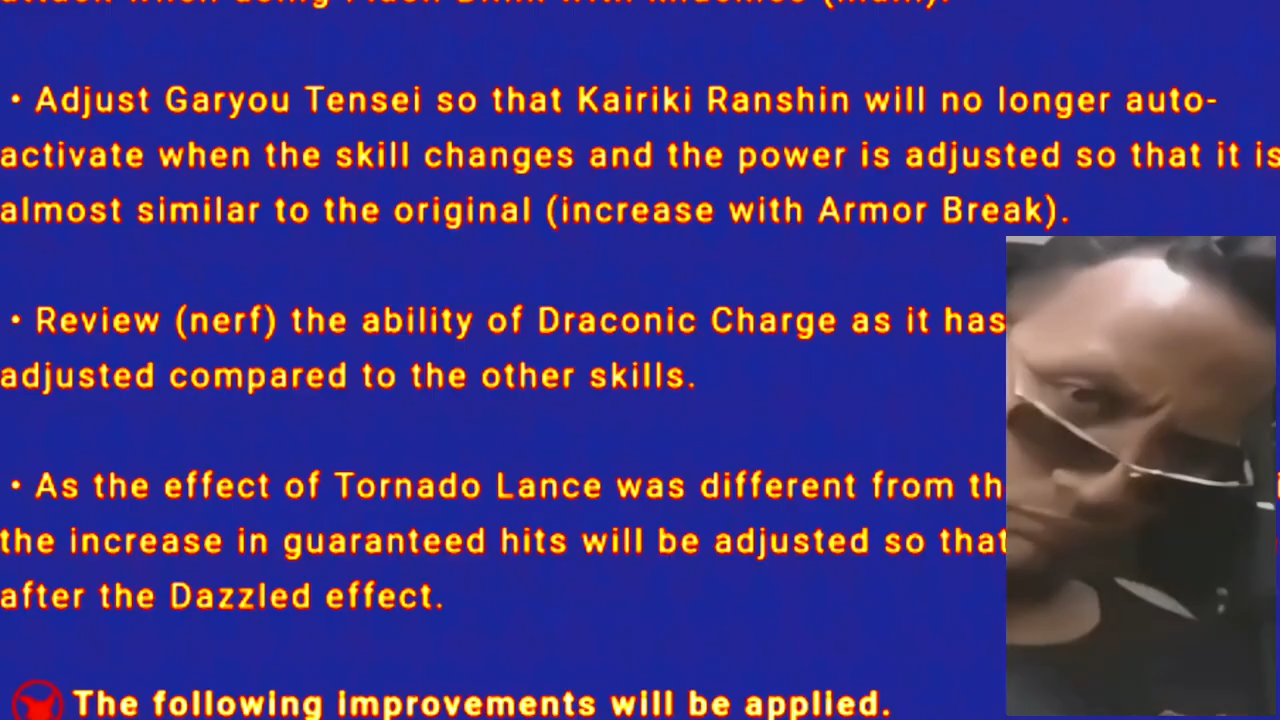 • Adjust Garyou Tensei so that Kairiki Ranshin will no longer auto-
activate when the skill changes and the power is adjusted so that it is
almost similar to the original (increase with Armor Break).
• Review (nerf) the ability of Draconic Charge as it has
adjusted compared to the other skills.
• As the effect of Tornado Lance was different from
the increase in guaranteed hits will be adjusted so that
after the Dazzled effect.
The following improvements will be applied.